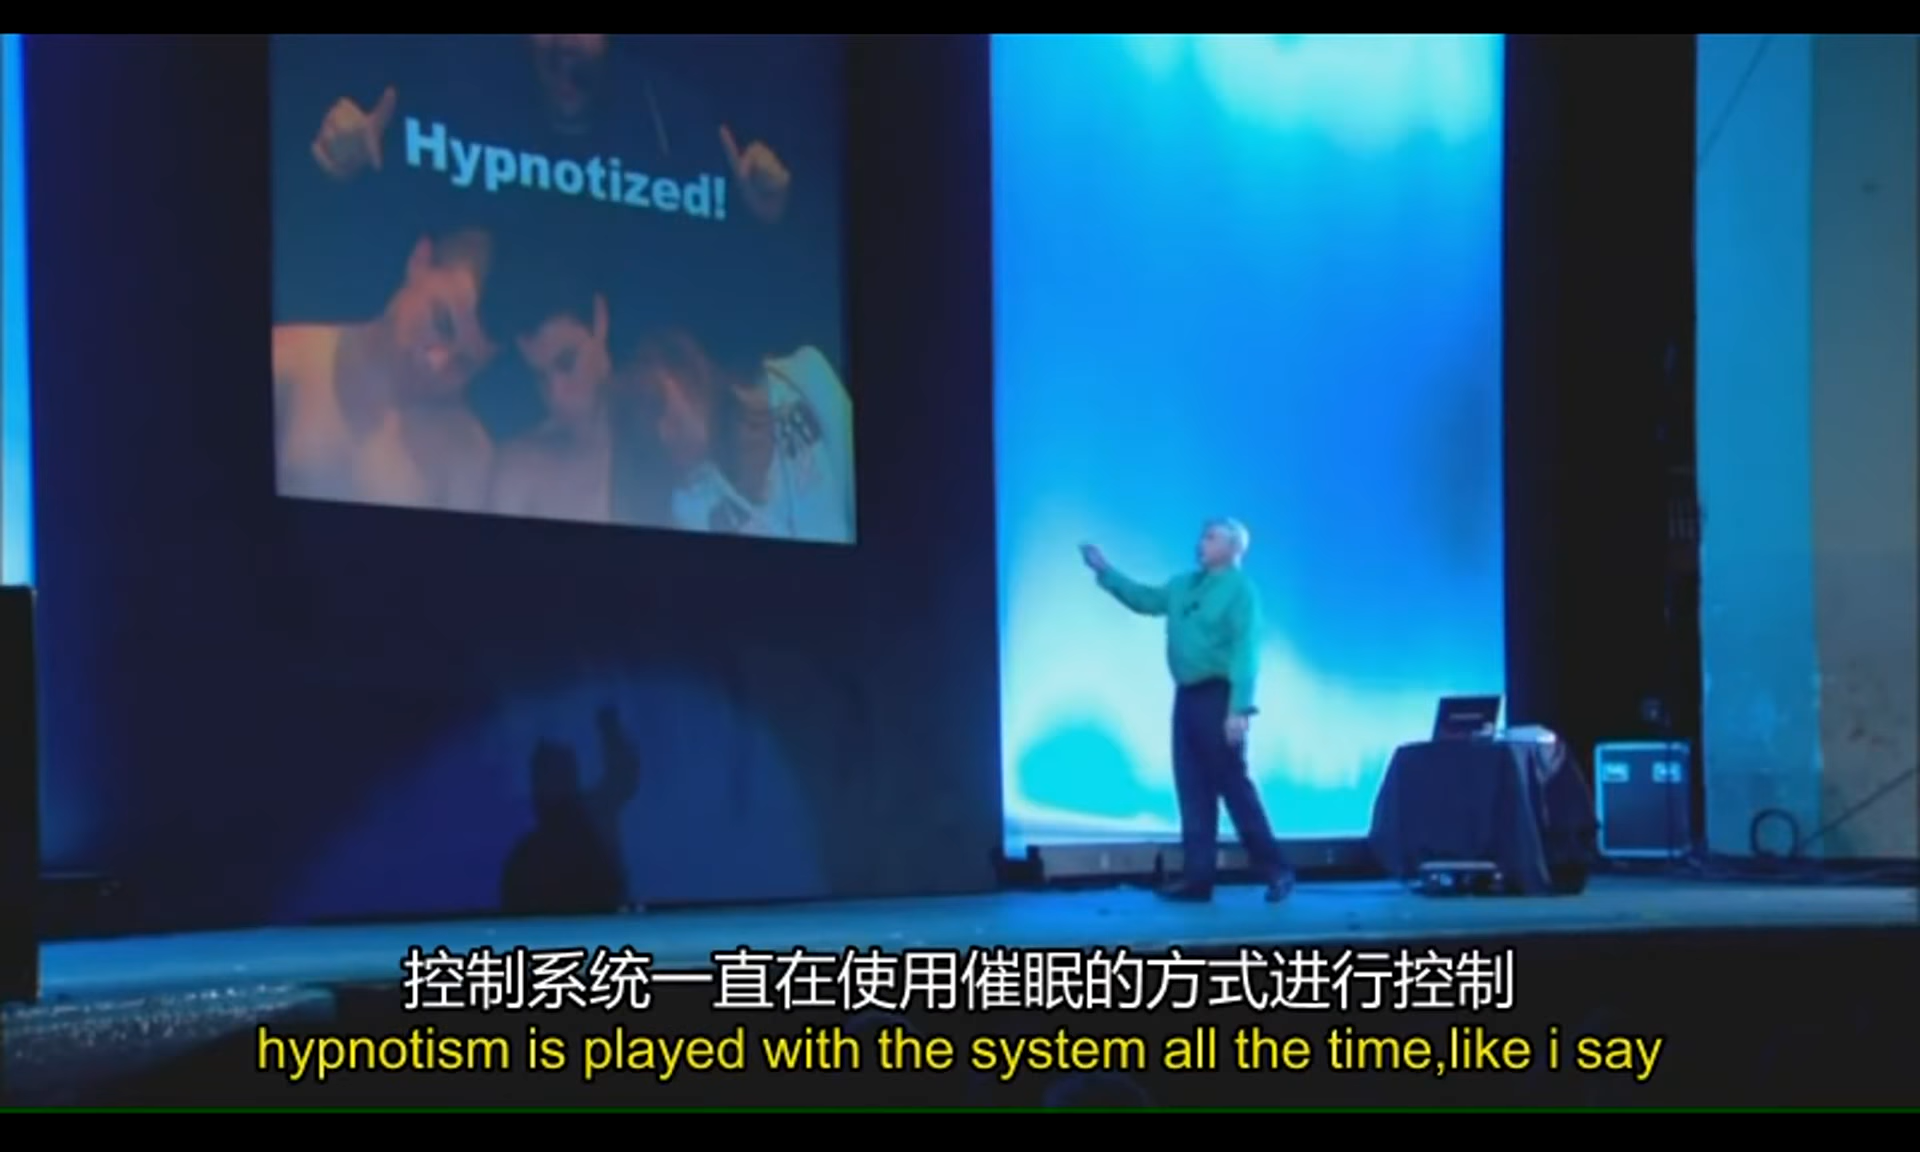 Hypnotized!
控制系统一直在使用催眠的方式进行控制
hypnotism is played with the system all the time,like i say